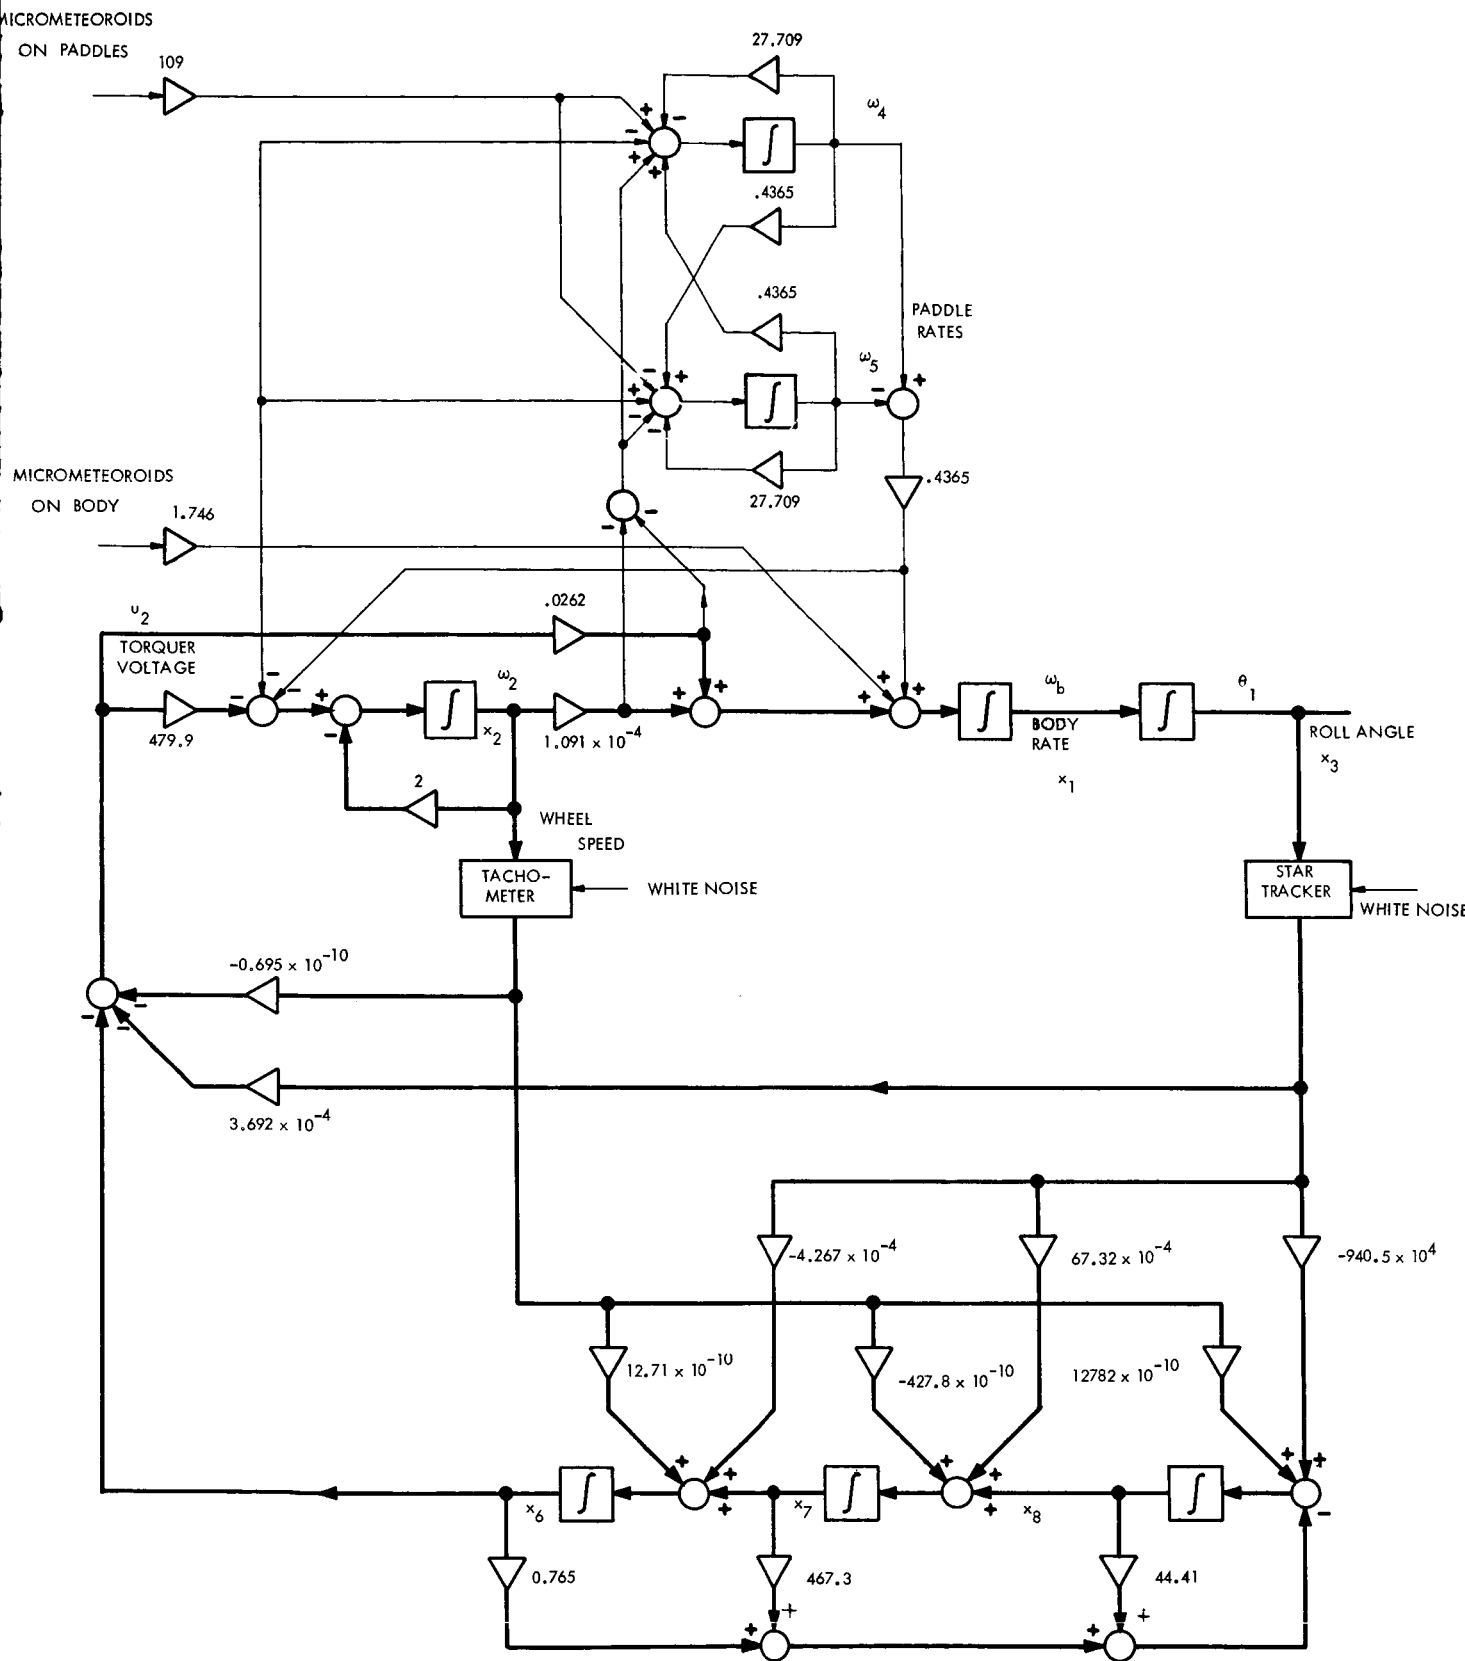 MICROMETEOROIDS
ON PADDLES
109
27.709
ω4
+
−
−
+
+
∫
.4365
.4365
PADDLE
RATES
ω5
−
+
+
−
−
∫
−
+
27.709
.4365
MICROMETEOROIDS
ON BODY
1.746
−
−
u2
TORQUER
VOLTAGE
.0262
479.9
−
−
−
+
−
∫
ω2
x2
1.091 × 10−4
+
+
+
+
+
∫
ωb
BODY
RATE
x1
∫
θ1
ROLL ANGLE
x3
2
WHEEL
SPEED
TACHO-
METER
WHITE NOISE
STAR
TRACKER
WHITE NOISE
−0.695 × 10−10
−
−
−
3.692 × 10−4
−4.267 × 10−4
67.32 × 10−4
−940.5 × 104
12.71 × 10−10
−427.8 × 10−10
12782 × 10−10
+
+
+
+
+
+
∫
x6
+
x7
∫
+
x8
∫
−
0.765
467.3
44.41
+
+
+
+